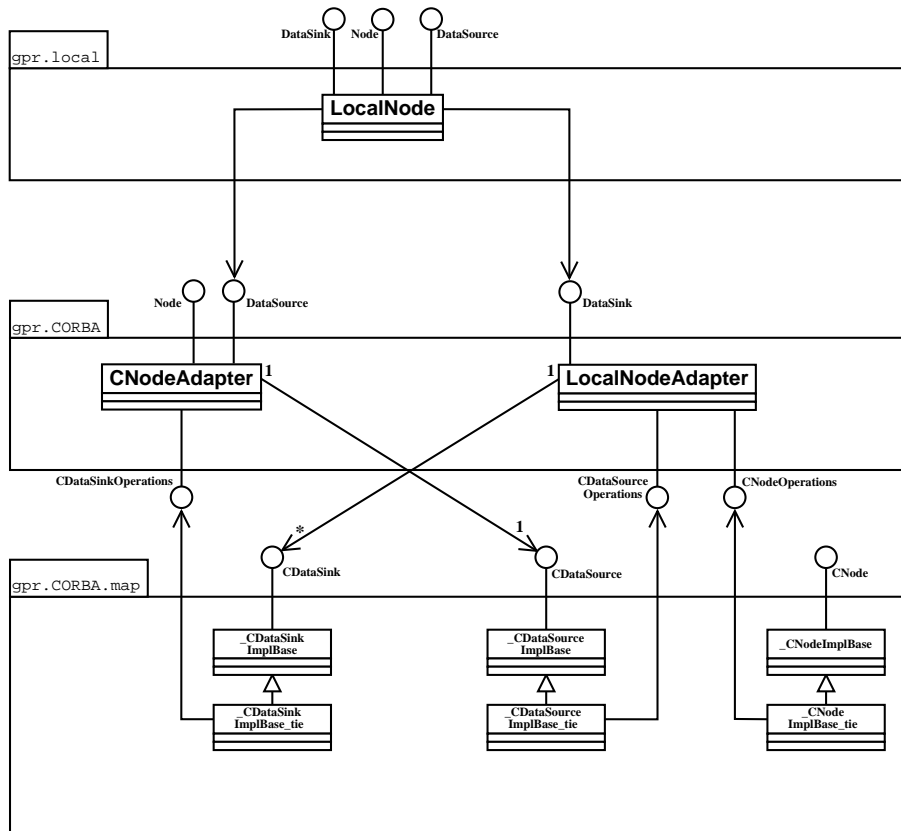 DataSink
Node
DataSource
gpr.local
LocalNode
Node
DataSource
DataSink
gpr.CORBA
CNodeAdapter
1
1
LocalNodeAdapter
CDataSinkOperations
CDataSource
Operations
CNodeOperations
*
1
CDataSink
CDataSource
CNode
gpr.CORBA.map
_CDataSink
ImplBase
_CDataSource
ImplBase
_CNodeImplBase
_CDataSink
ImplBase_tie
_CDataSource
ImplBase_tie
_CNode
ImplBase_tie